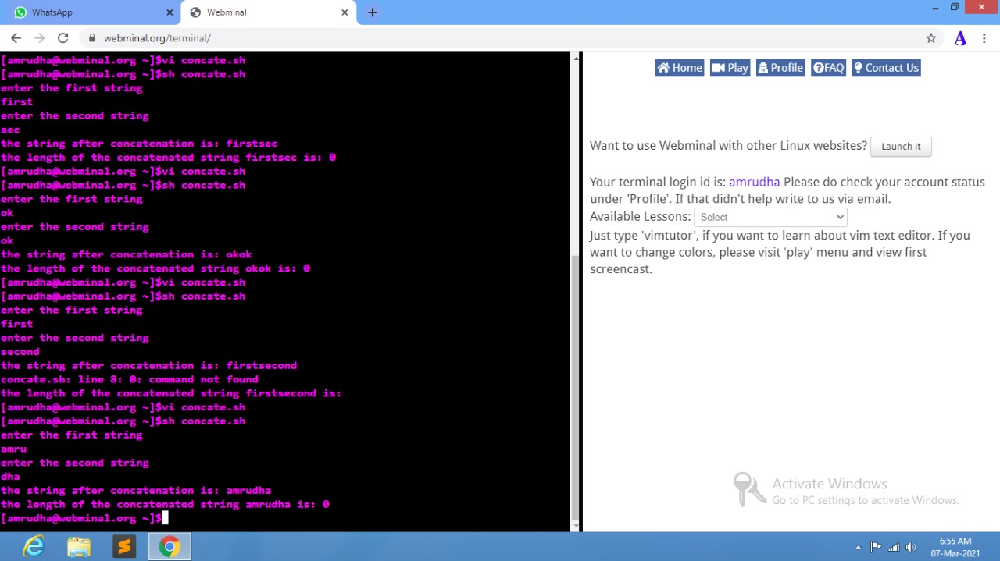 WhatsApp
Webminal
webminal.org/terminal/
[amrudha@webminal.org ~]$vi concate.sh
[amrudha@webminal.org ~]$sh concate.sh
enter the first string
first
enter the second string
sec
the string after concatenation is: firstsec
the length of the concatenated string firstsec is: 0
[amrudha@webminal.org ~]$vi concate.sh
[amrudha@webminal.org ~]$sh concate.sh
enter the first string
ok
enter the second string
ok
the string after concatenation is: okok
the length of the concatenated string okok is: 0
[amrudha@webminal.org ~]$vi concate.sh
[amrudha@webminal.org ~]$sh concate.sh
enter the first string
first
enter the second string
second
the string after concatenation is: firstsecond
concate.sh: line 8: 0: command not found
the length of the concatenated string firstsecond is:
[amrudha@webminal.org ~]$vi concate.sh
[amrudha@webminal.org ~]$sh concate.sh
enter the first string
amru
enter the second string
dha
the string after concatenation is: amrudha
the length of the concatenated string amrudha is: 0
[amrudha@webminal.org ~]$
Home Play Profile FAQ Contact Us
Want to use Webminal with other Linux websites? Launch it
Your terminal login id is: amrudha Please do check your account status
under 'Profile'. If that didn't help write to us via email.
Available Lessons: Select
Just type 'vimtutor', if you want to learn about vim text editor. If you
want to change colors, please visit 'play' menu and view first
screencast.
Activate Windows
Go to PC settings to activate Windows.
6:55 AM
07-Mar-2021